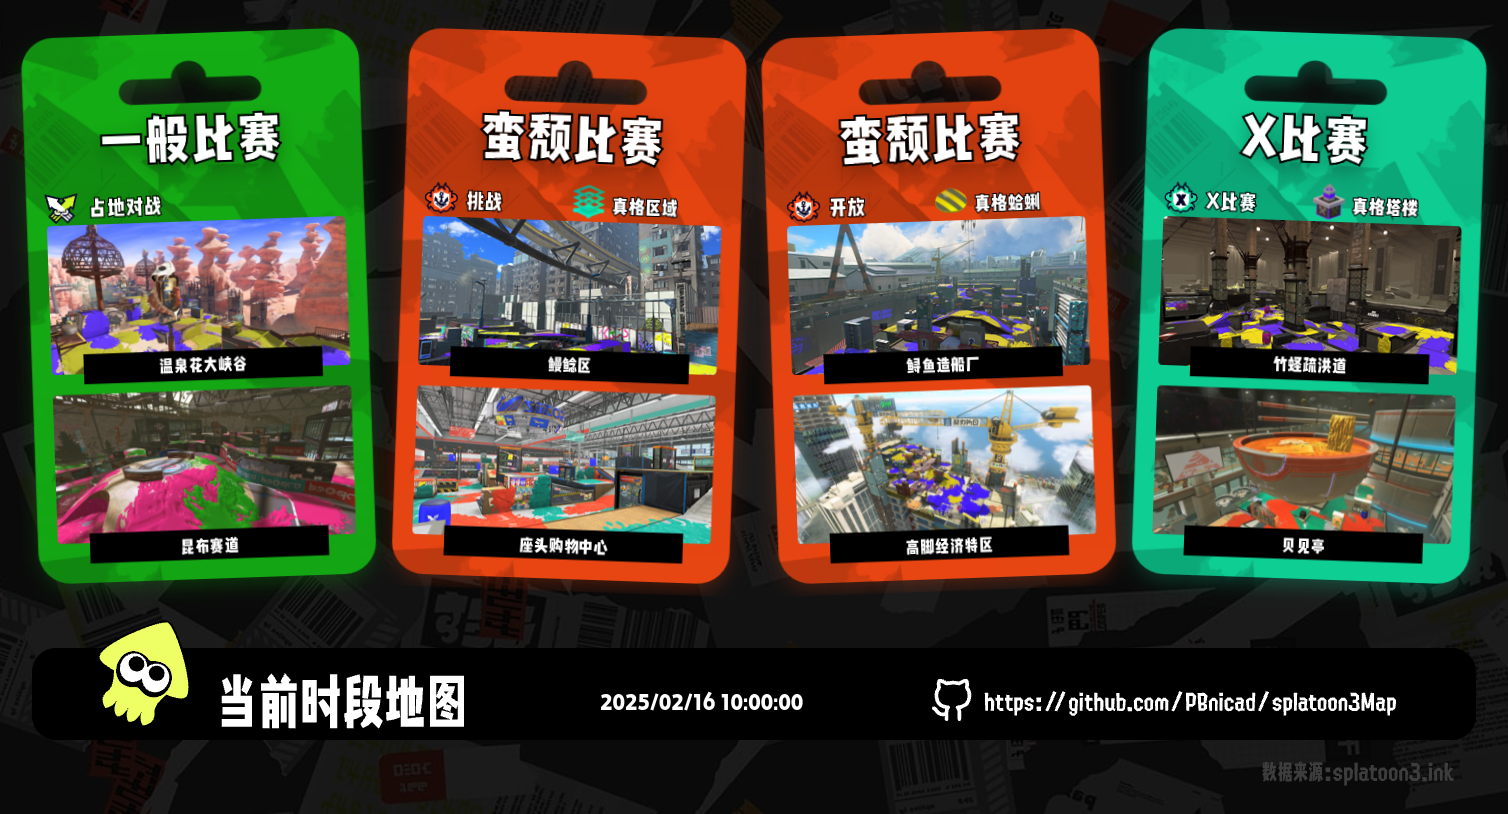 一般比赛
占地对战
温泉花大峡谷
昆布赛道
蛮颓比赛
挑战
真格区域
鳗鲶区
座头购物中心
蛮颓比赛
开放
真格蛤蜊
鲟鱼造船厂
高脚经济特区
X比赛
X比赛
真格塔楼
竹蛏疏洪道
贝见亭
当前时段地图
2025/02/16 10:00:00
https://github.com/PBnicad/splatoon3Map
数据来源:splatoon3.ink